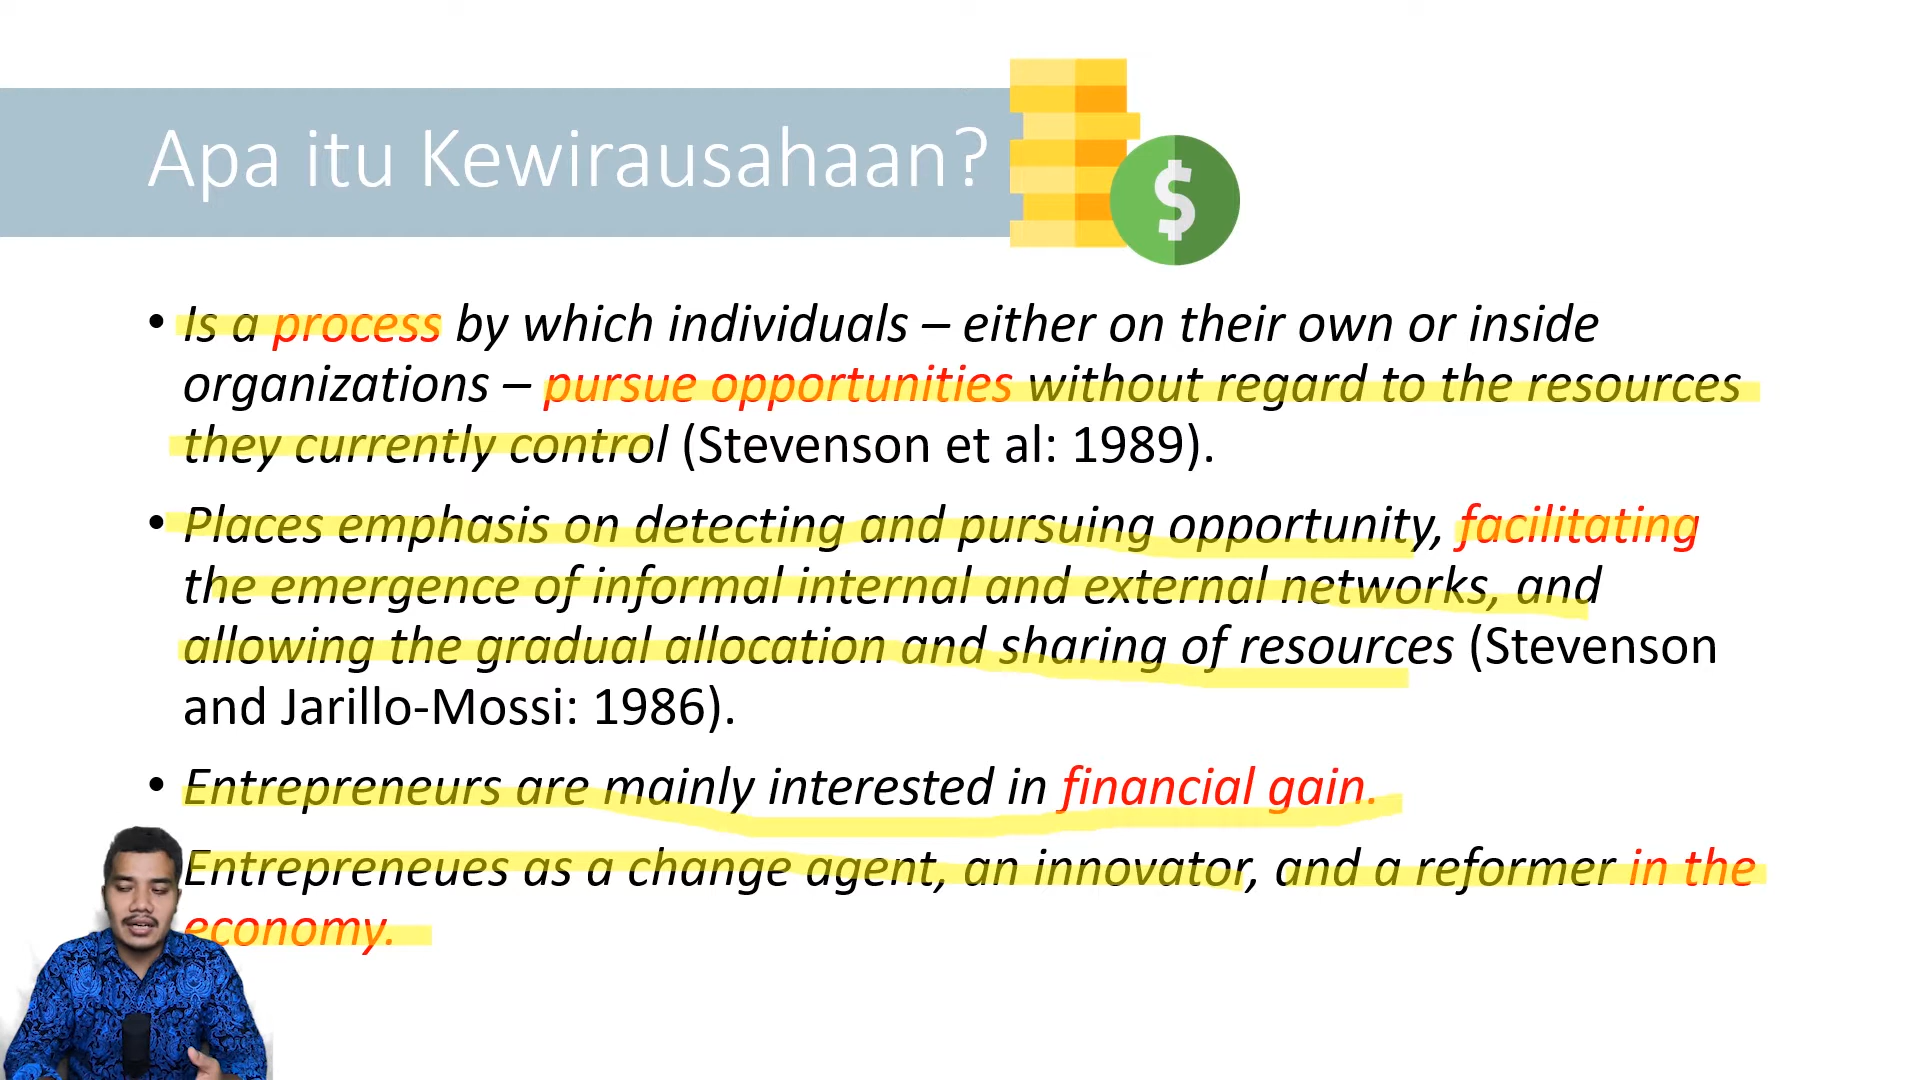 Apa itu Kewirausahaan?
$
• Is a process by which individuals – either on their own or inside
organizations – pursue opportunities without regard to the resources
they currently control (Stevenson et al: 1989).
• Places emphasis on detecting and pursuing opportunity, facilitating
the emergence of informal internal and external networks, and
allowing the gradual allocation and sharing of resources (Stevenson
and Jarillo-Mossi: 1986).
• Entrepreneurs are mainly interested in financial gain.
Entrepreneues as a change agent, an innovator, and a reformer in the
economy.